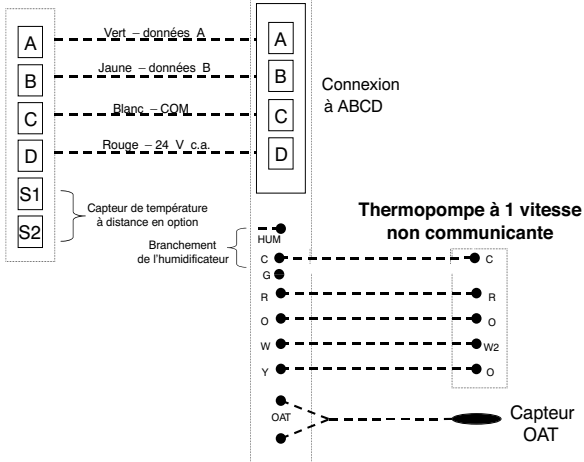 A
Vert – données A
A
B
Jaune – données B
B
C
Blanc – COM
C
D
Rouge – 24 V c.a.
D
Connexion
à ABCD
S1
S2
Capteur de température
à distance en option
Thermopompe à 1 vitesse
non communicante
HUM
Branchement
de l'humidificateur
C
C
G
R
R
O
O
W
W2
Y
O
OAT
Capteur
OAT